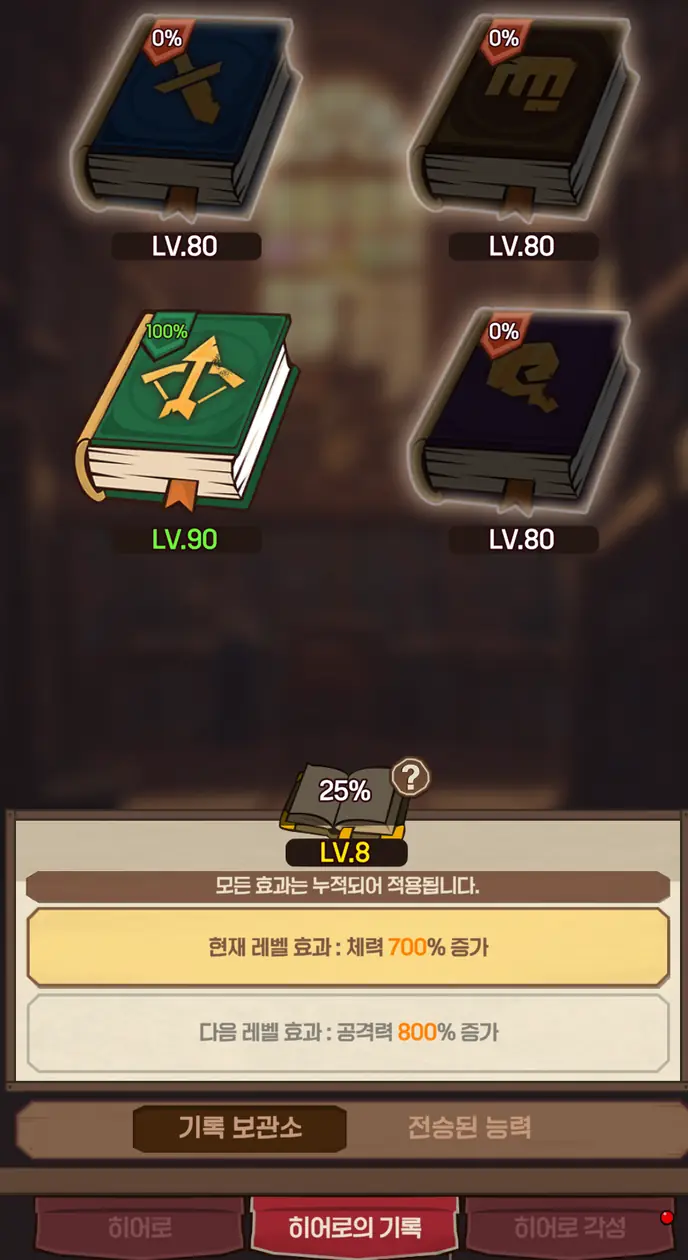 0%
0%
LV.80
LV.80
100%
0%
LV.90
LV.80
25%
?
LV.8
모든 효과는 누적되어 적용됩니다.
현재 레벨 효과 : 체력 700% 증가
다음 레벨 효과 : 공격력 800% 증가
기록 보관소
전승된 능력
히어로
히어로의 기록
히어로 각성